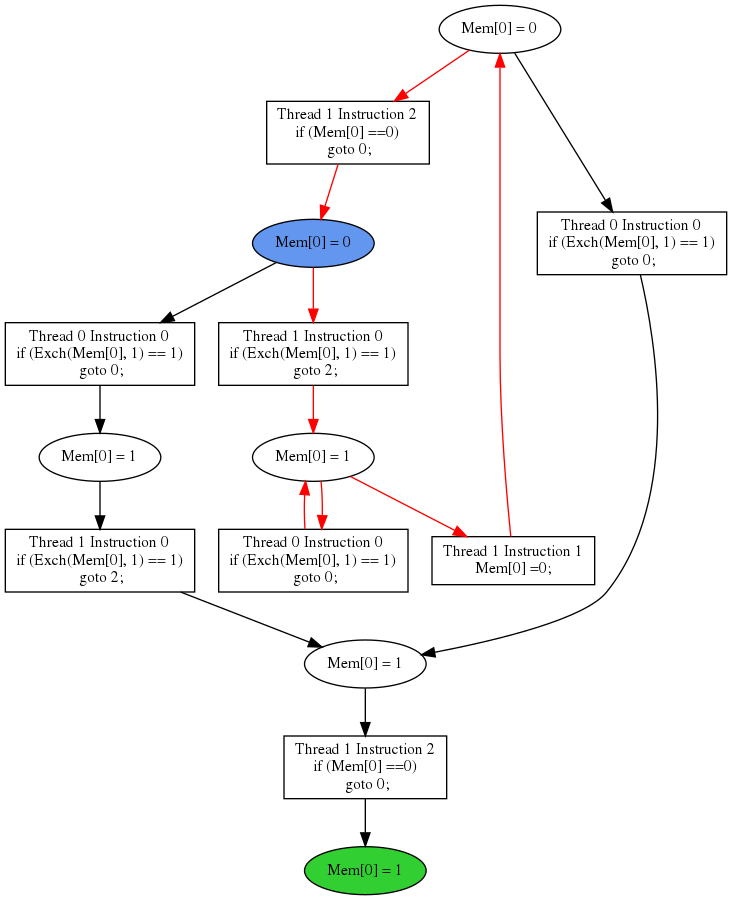 Mem[0] = 0
Thread 1 Instruction 2
if (Mem[0] ==0)
goto 0;
Thread 0 Instruction 0
if (Exch(Mem[0], 1) == 1)
goto 0;
Mem[0] = 0
Thread 0 Instruction 0
if (Exch(Mem[0], 1) == 1)
goto 0;
Thread 1 Instruction 0
if (Exch(Mem[0], 1) == 1)
goto 2;
Mem[0] = 1
Mem[0] = 1
Thread 1 Instruction 0
if (Exch(Mem[0], 1) == 1)
goto 2;
Thread 0 Instruction 0
if (Exch(Mem[0], 1) == 1)
goto 0;
Thread 1 Instruction 1
Mem[0] =0;
Mem[0] = 1
Thread 1 Instruction 2
if (Mem[0] ==0)
goto 0;
Mem[0] = 1